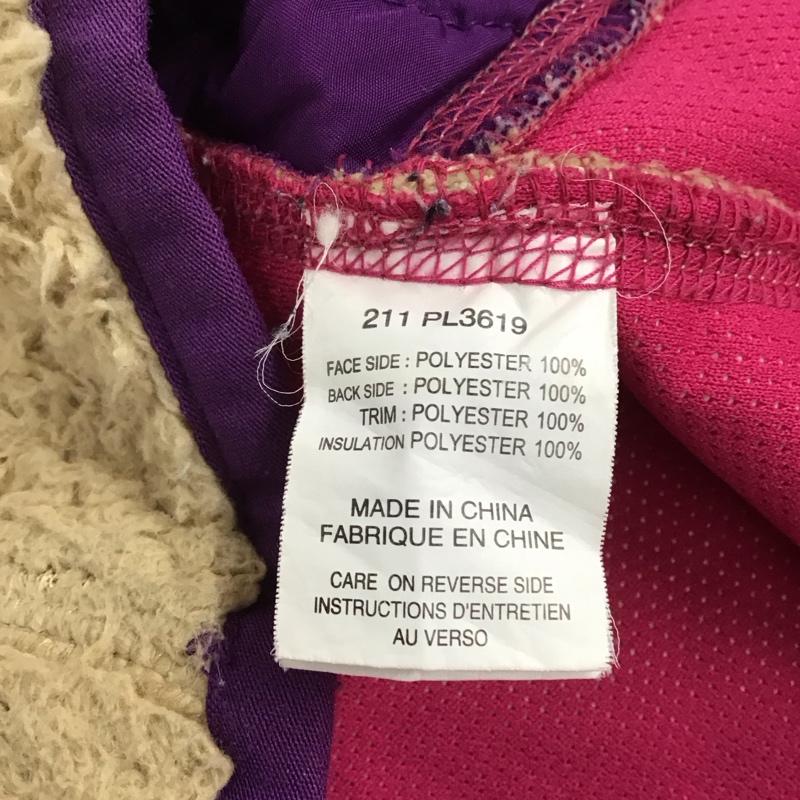 211 PL3619
FACE SIDE : POLYESTER 100%
BACK SIDE : POLYESTER 100%
TRIM : POLYESTER 100%
INSULATION POLYESTER 100%
MADE IN CHINA
FABRIQUE EN CHINE
CARE ON REVERSE SIDE
INSTRUCTIONS D'ENTRETIEN
AU VERSO